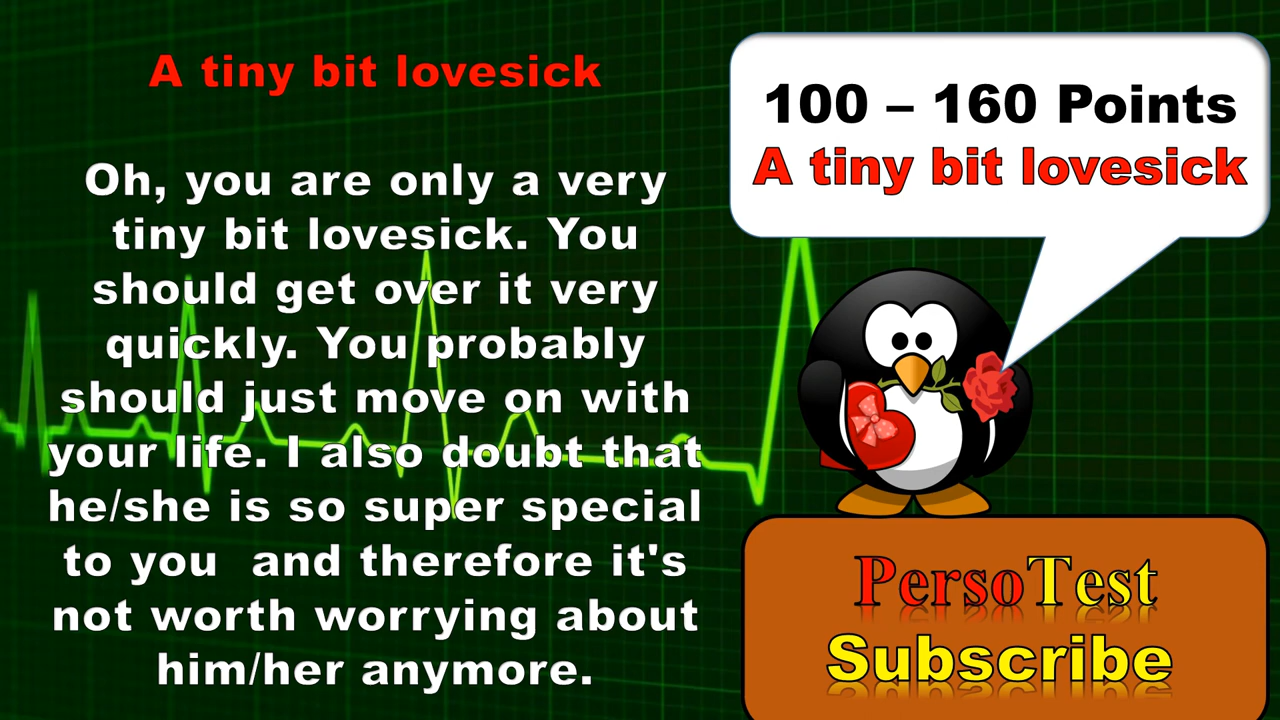 A tiny bit lovesick
Oh, you are only a very
tiny bit lovesick. You
should get over it very
quickly. You probably
should just move on with
your life. I also doubt that
he/she is so super special
to you  and therefore it's
not worth worrying about
him/her anymore.
100 – 160 Points
A tiny bit lovesick
PersoTest
Subscribe